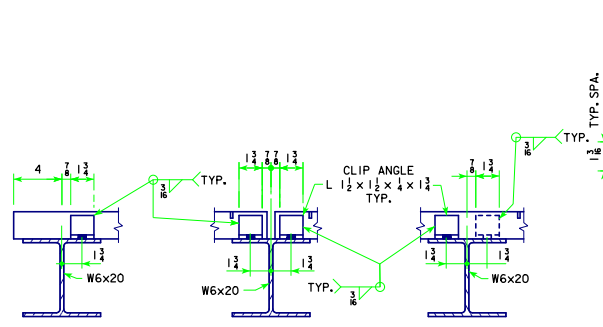 1 3/16 TYP. SPA.
3/16 TYP.
4 7/8 1 3/4
3/16 TYP.
1 3/4 7/8 7/8 1 3/4
CLIP ANGLE
L 1 1/2 x 1 1/2 x 1/4 x 1 3/4
TYP.
7/8 1 3/4
1 3/4
1 3/4 1 3/4
1 3/4 1 3/4
W6x20
W6x20
TYP. 3/16
W6x20